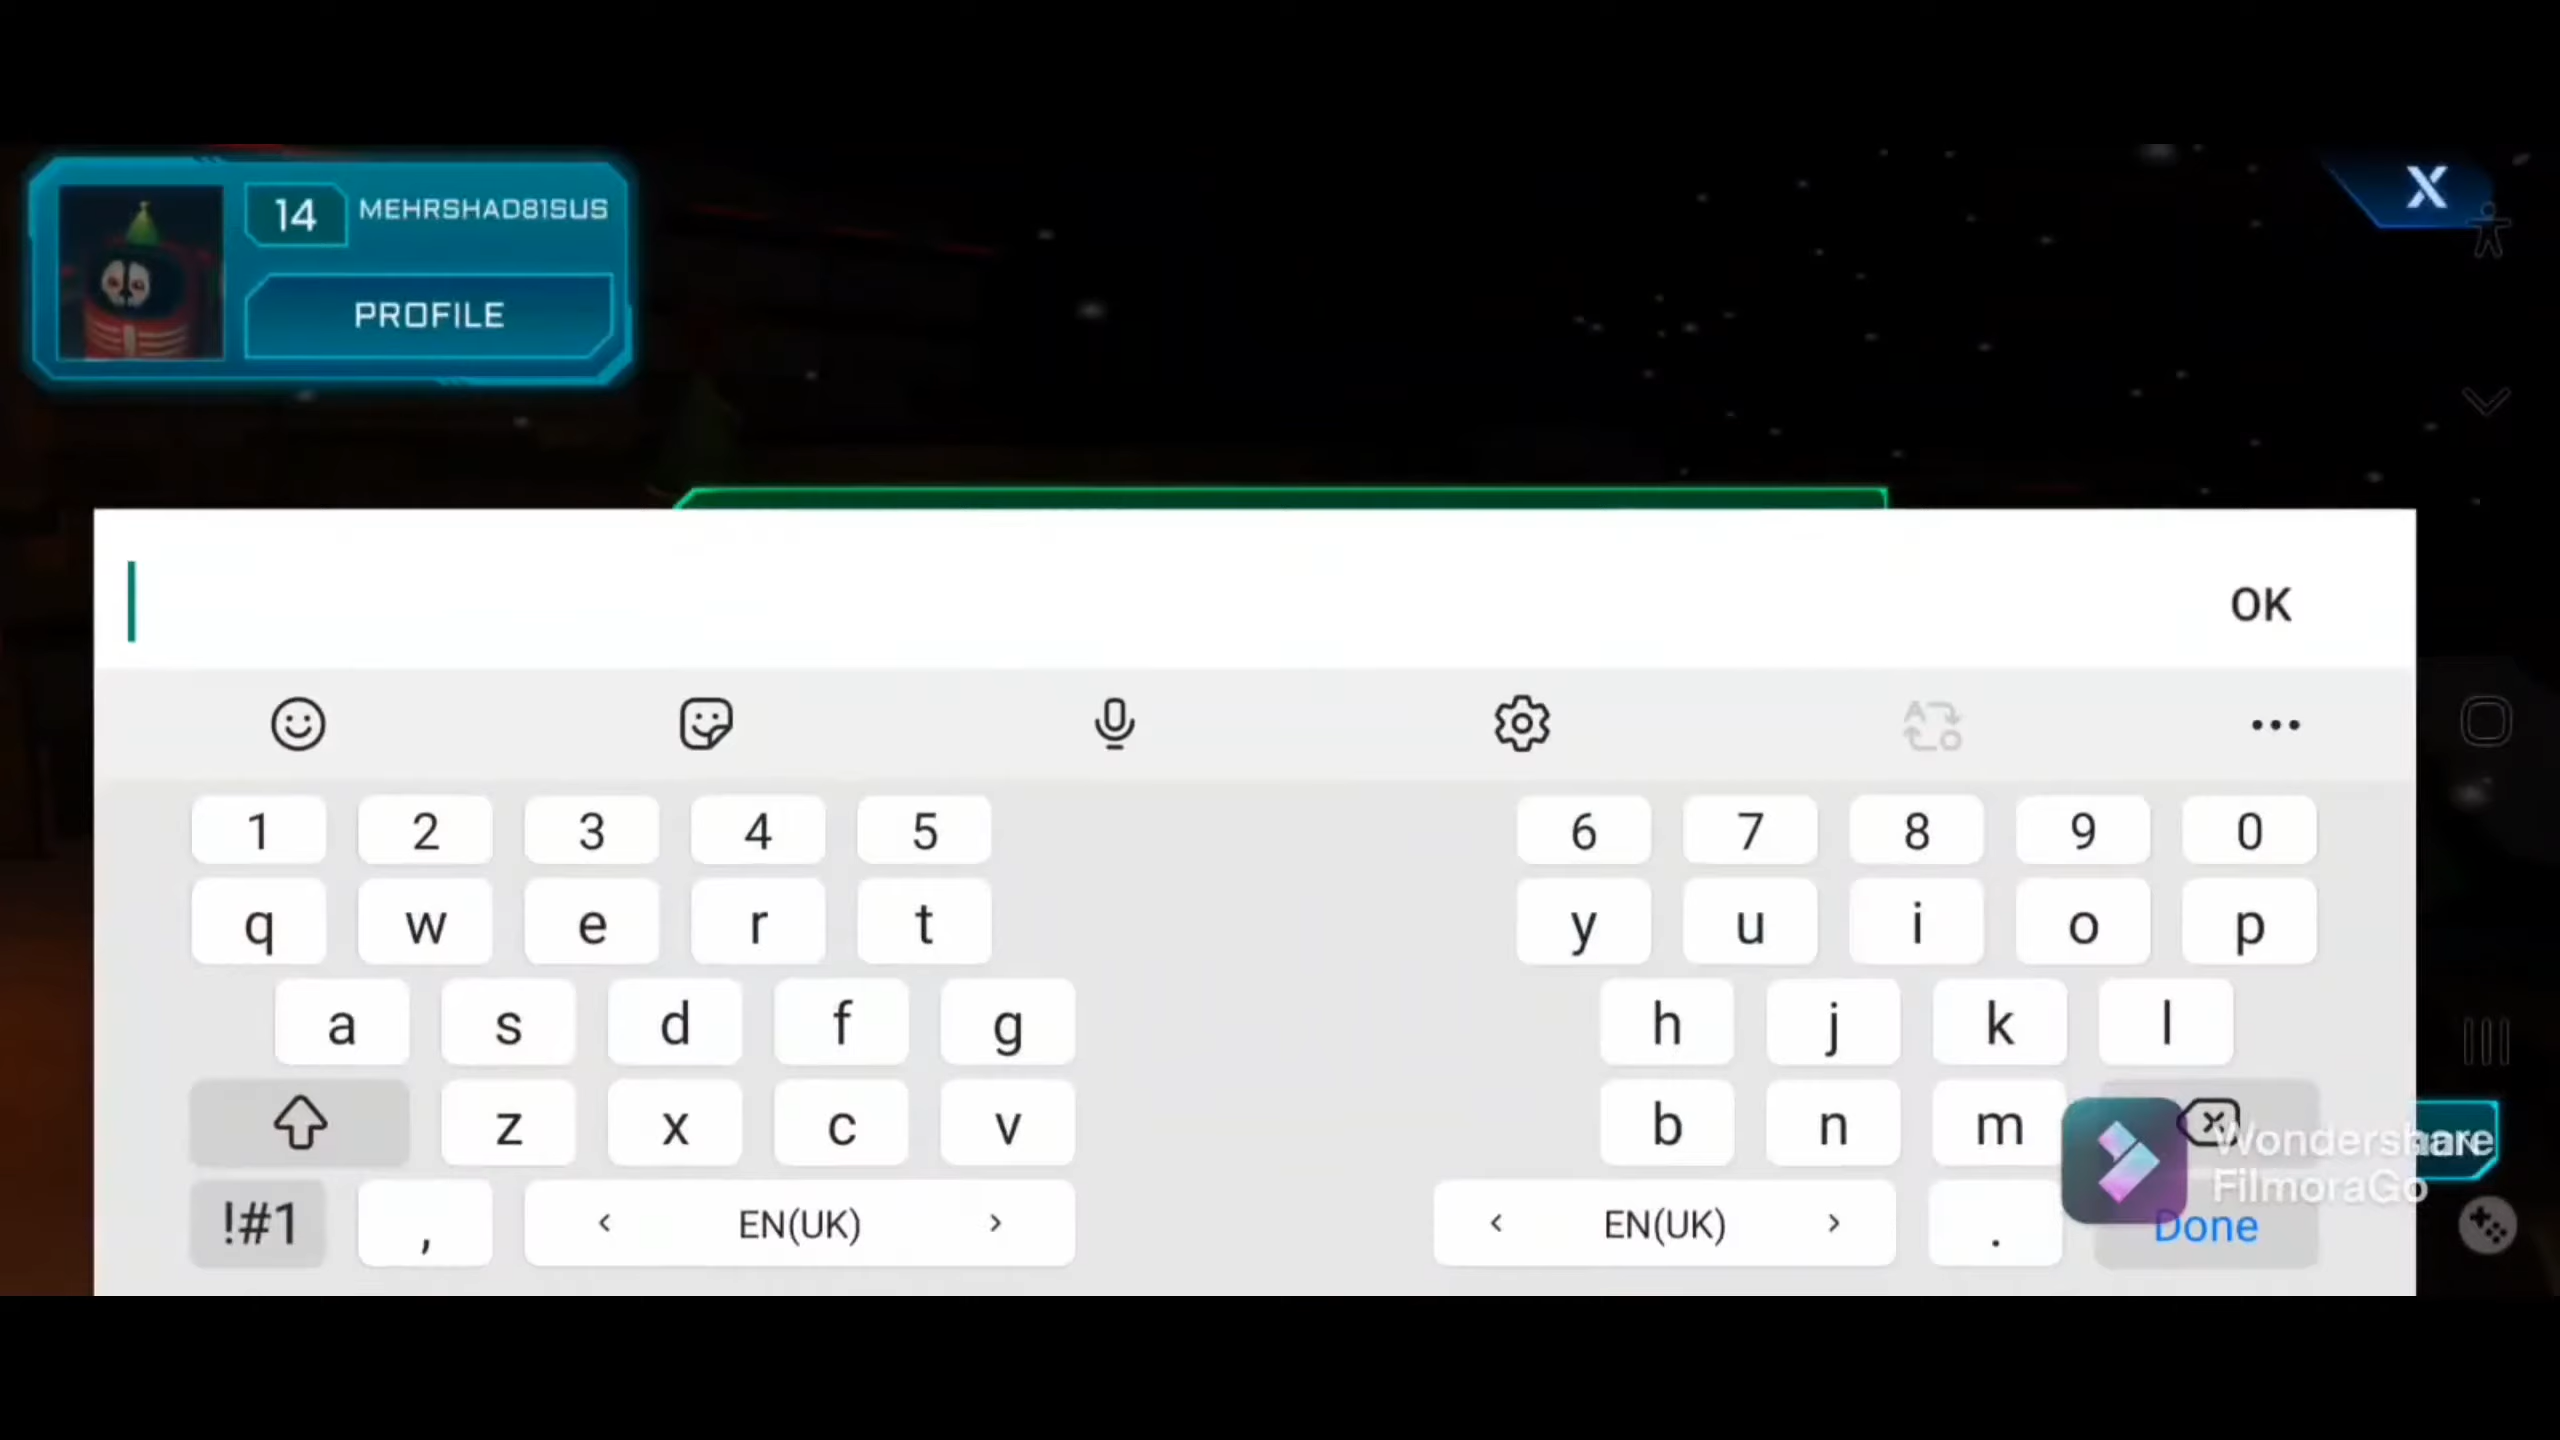 14 MEHRSHAD81SUS
X
PROFILE
OK
1 2 3 4 5 6 7 8 9 0
q w e r t y u i o p
a s d f g h j k l
z x c v b n m
Wondershare
FilmoraGo
!#1 , < EN(UK) > < EN(UK) > . Done